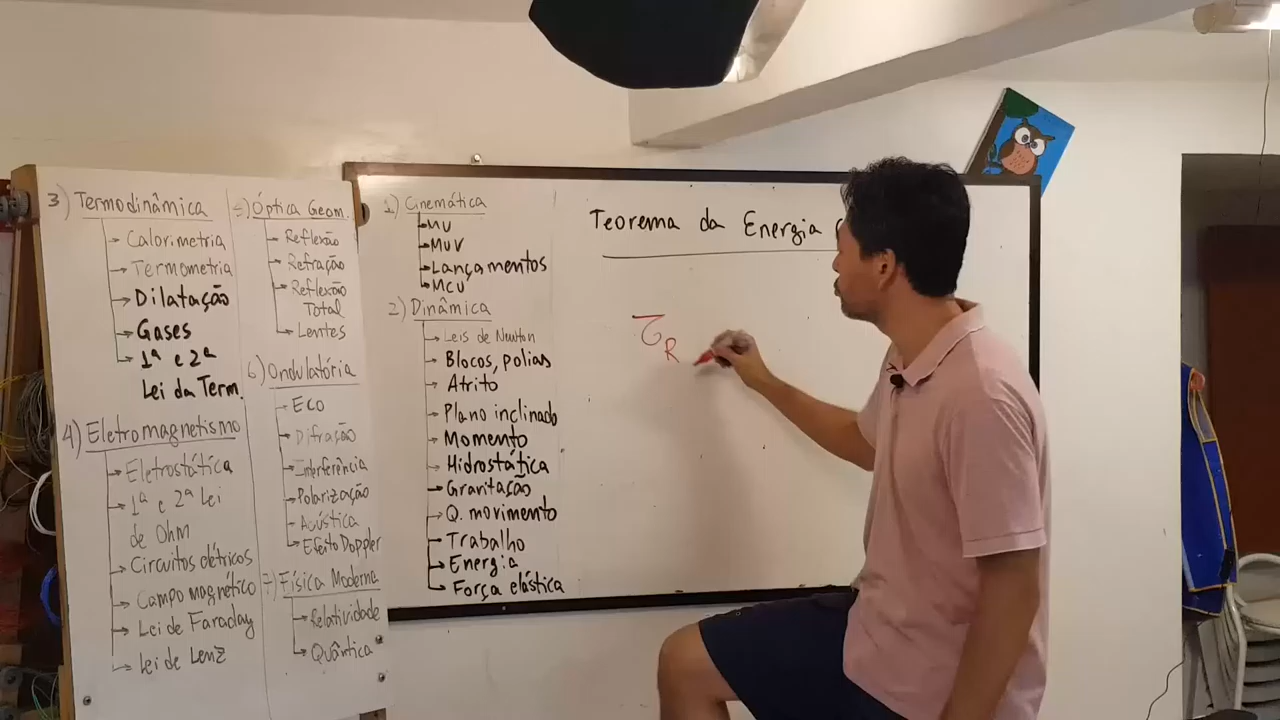 3) Termodinâmica
Calorimetria
Termometria
Dilatação
Gases
1ª e 2ª
Lei da Term.
4) Eletromagnetismo
Eletrostática
1ª e 2ª Lei
de Ohm
Circuitos elétricos
Campo magnético
Lei de Faraday
Lei de Lenz
5) Óptica Geom.
Reflexão
Refração
Reflexão
Total
Lentes
6) Ondulatória
Eco
Difração
Interferência
Polarização
Acústica
Efeito Doppler
7) Física Moderna
Relatividade
Quântica
1) Cinemática
MU
MUV
Lançamentos
MCU
2) Dinâmica
Leis de Newton
Blocos, polias
Atrito
Plano inclinado
Momento
Hidrostática
Gravitação
Q. movimento
Trabalho
Energia
Força elástica
Teorema da Energia
τR